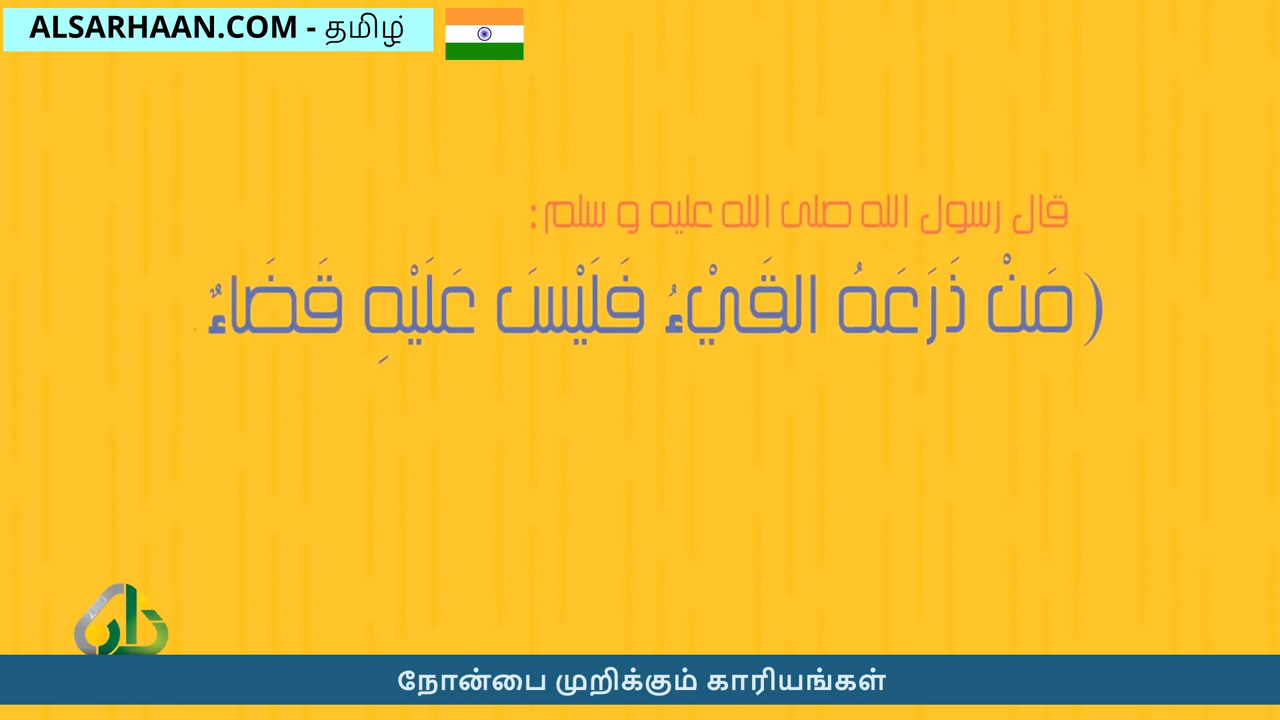 ALSARHAAN.COM - தமிழ்
قال رسول الله صلى الله عليه و سلم:
(مَنْ ذَرَعَهُ القَيْءُ فَلَيْسَ عَلَيْهِ قَضَاءٌ
நோன்பை முறிக்கும் காரியங்கள்